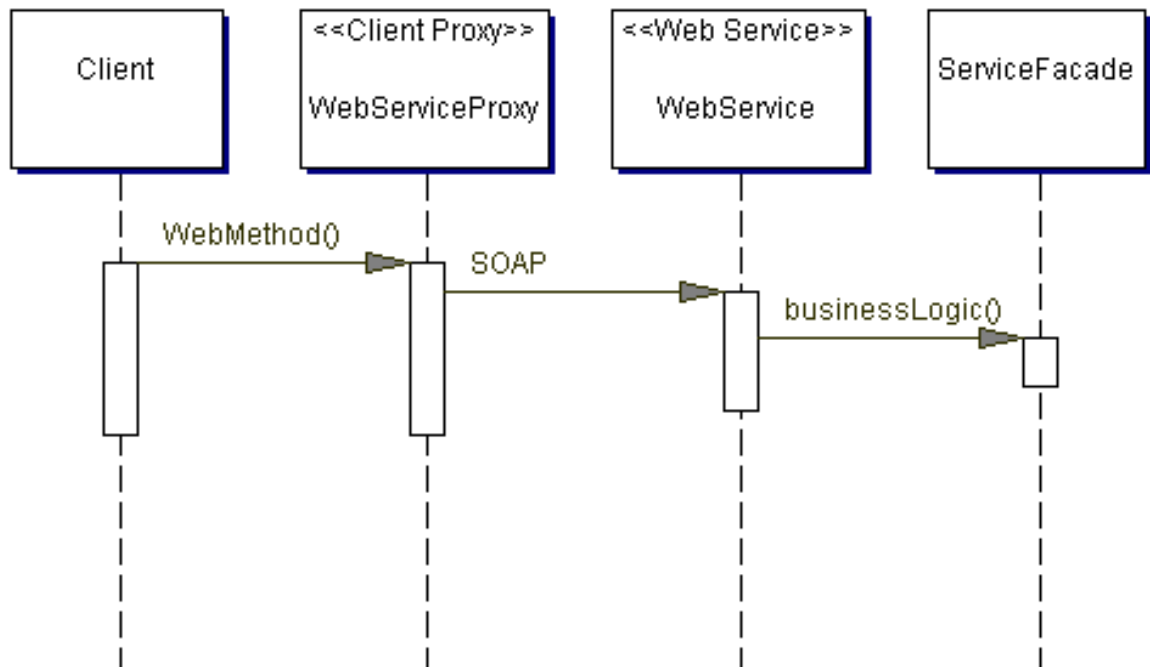 Client
<<Client Proxy>>
WebServiceProxy
<<Web Service>>
WebService
ServiceFacade
WebMethod()
SOAP
businessLogic()